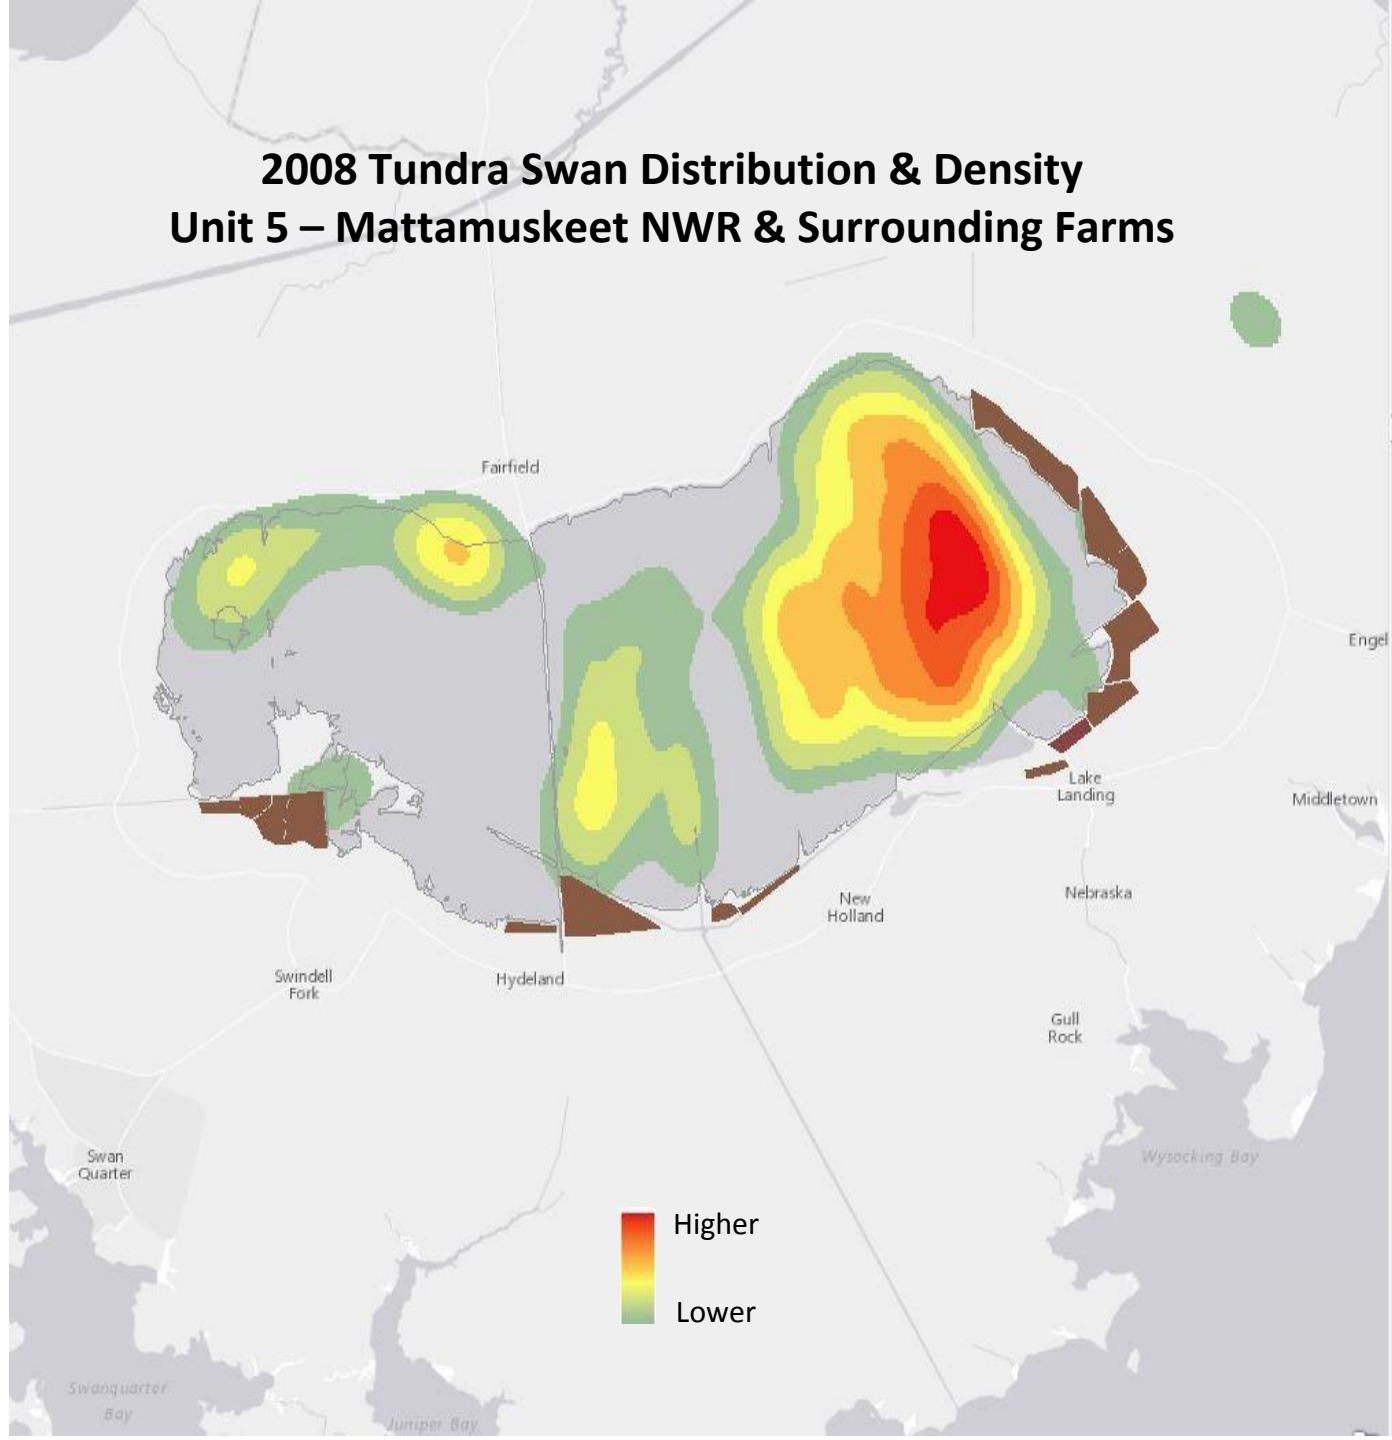 2008 Tundra Swan Distribution & Density
Unit 5 – Mattamuskeet NWR & Surrounding Farms
Fairfield
Engel
Lake
Landing
Middletown
Nebraska
New
Holland
Swindell
Fork
Hydeland
Gull
Rock
Swan
Quarter
Wysocking Bay
Higher
Lower
Swanquarter
Bay
Juniper Bay